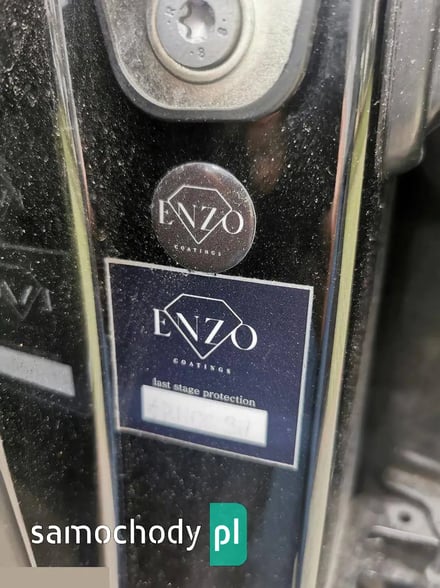 ENZO
COATINGS
ENZO
COATINGS
last stage protection
samochody pl